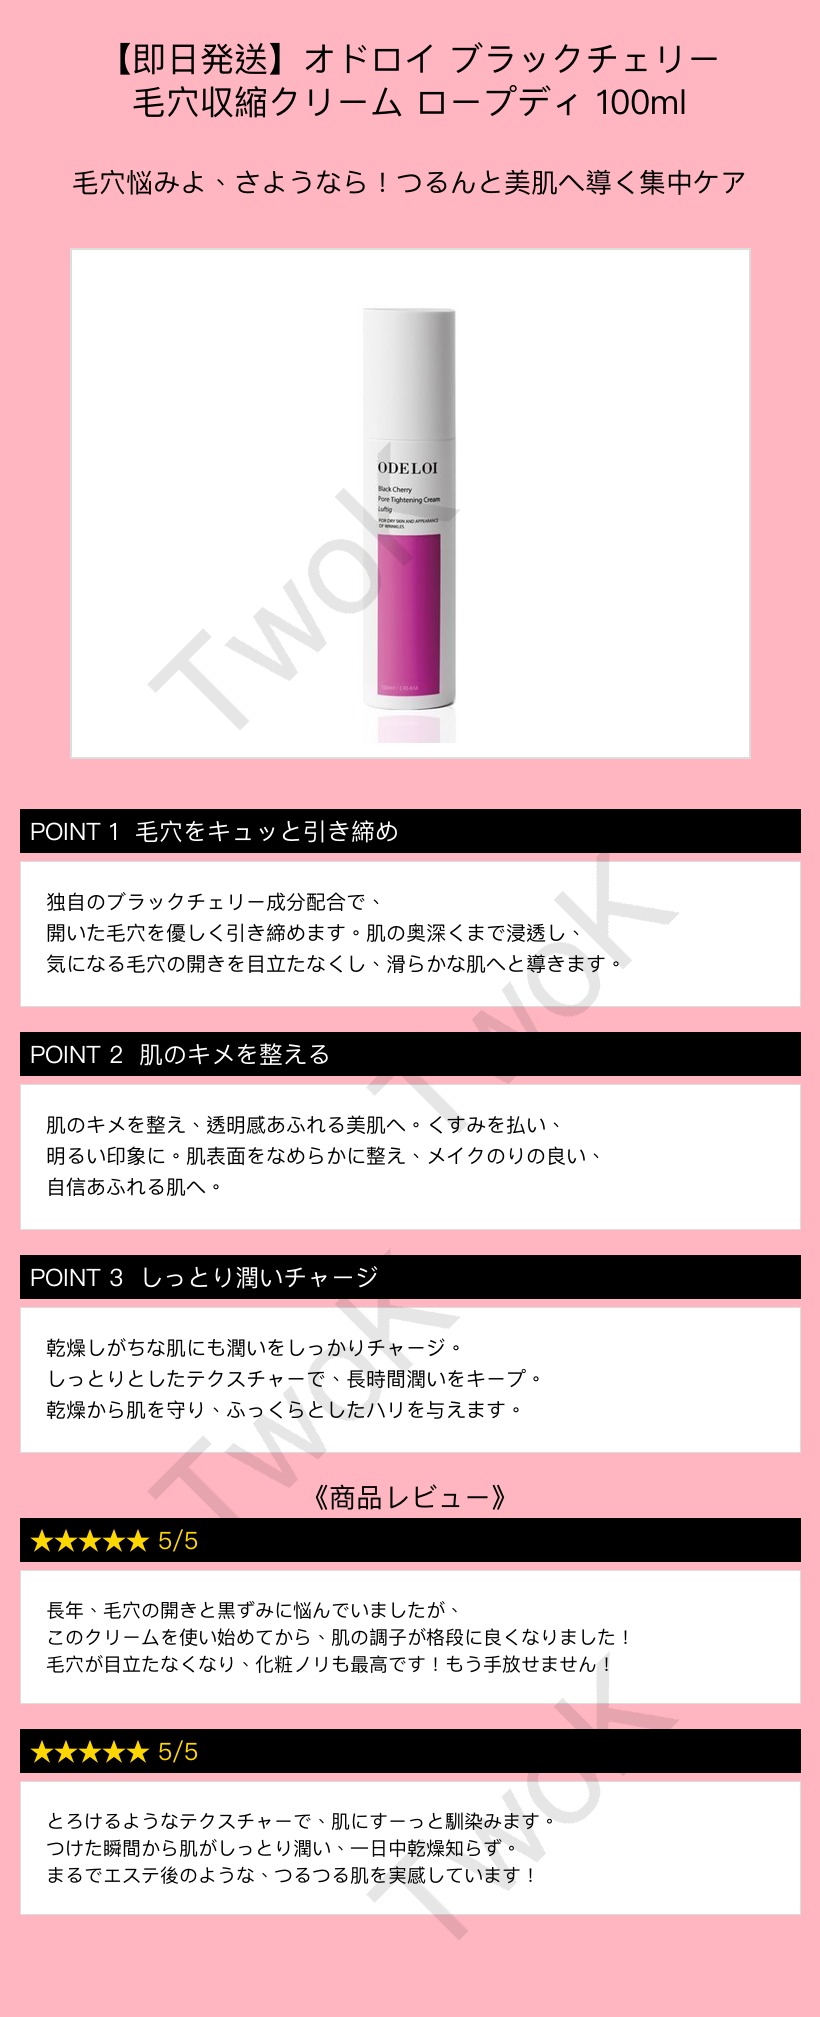 【即日発送】オドロイ ブラックチェリー
毛穴収縮クリーム ロープディ 100ml
毛穴悩みよ、さようなら！つるんと美肌へ導く集中ケア
ODELOI
Black Cherry
Pore Tightening Cream
Luftig
FOR DRY SKIN AND APPEARANCE
OF WRINKLES
100ml / CREAM
TwoK
POINT 1 毛穴をキュッと引き締め
独自のブラックチェリー成分配合で、
開いた毛穴を優しく引き締めます。肌の奥深くまで浸透し、
気になる毛穴の開きを目立たなくし、滑らかな肌へと導きます。
TwoK
POINT 2 肌のキメを整える
肌のキメを整え、透明感あふれる美肌へ。くすみを払い、
明るい印象に。肌表面をなめらかに整え、メイクのりの良い、
自信あふれる肌へ。
POINT 3 しっとり潤いチャージ
乾燥しがちな肌にも潤いをしっかりチャージ。
しっとりとしたテクスチャーで、長時間潤いをキープ。
乾燥から肌を守り、ふっくらとしたハリを与えます。
TwoK
《商品レビュー》
★★★★★ 5/5
長年、毛穴の開きと黒ずみに悩んでいましたが、
このクリームを使い始めてから、肌の調子が格段に良くなりました！
毛穴が目立たなくなり、化粧ノリも最高です！もう手放せません！
★★★★★ 5/5
とろけるようなテクスチャーで、肌にすーっと馴染みます。
つけた瞬間から肌がしっとり潤い、一日中乾燥知らず。
まるでエステ後のような、つるつる肌を実感しています！
TwoK